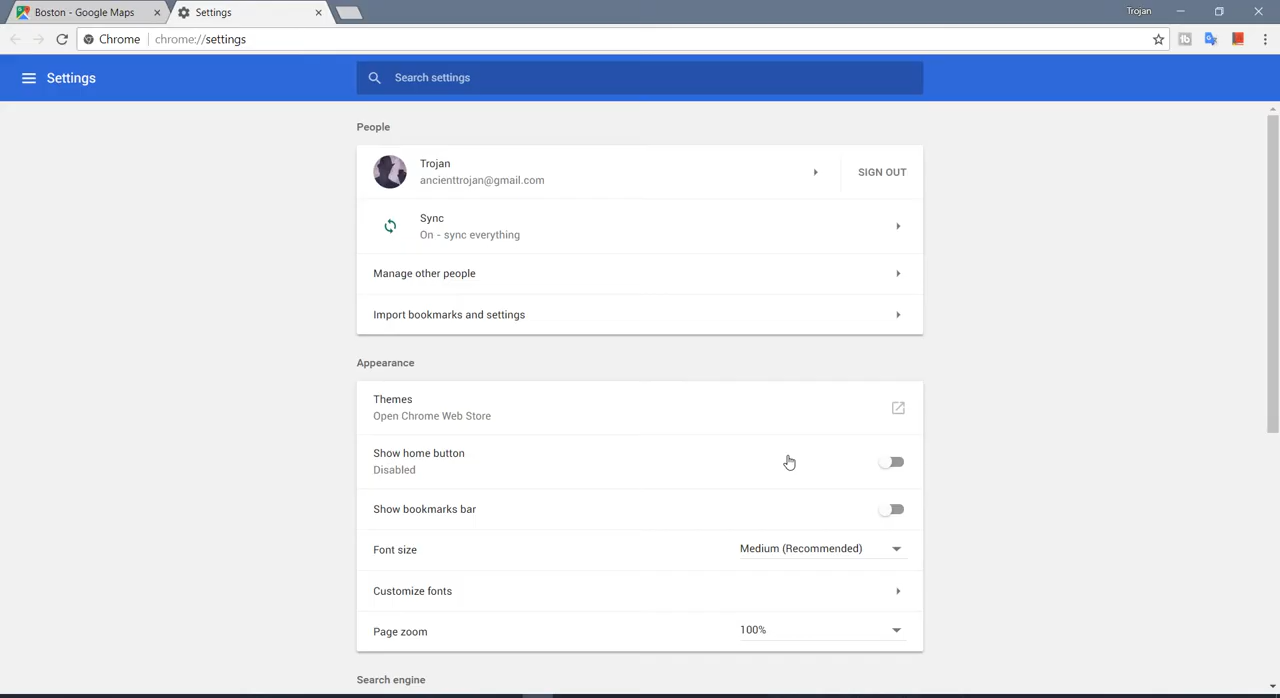 Boston - Google Maps
Settings
Trojan
Chrome
chrome://settings
Settings
Search settings
People
Trojan
ancienttrojan@gmail.com
SIGN OUT
Sync
On - sync everything
Manage other people
Import bookmarks and settings
Appearance
Themes
Open Chrome Web Store
Show home button
Disabled
Show bookmarks bar
Font size
Medium (Recommended)
Customize fonts
Page zoom
100%
Search engine